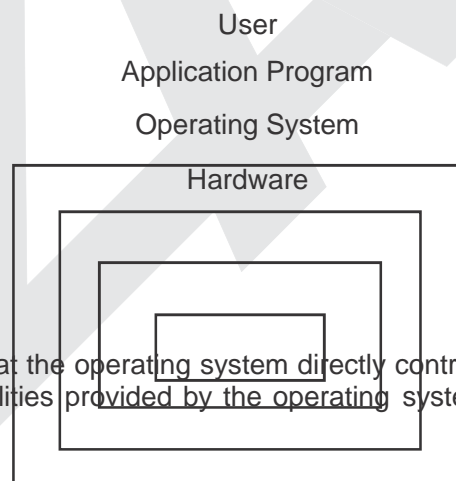 User
Application Program
Operating System
Hardware
at the operating system directly contr
lities provided by the operating syste